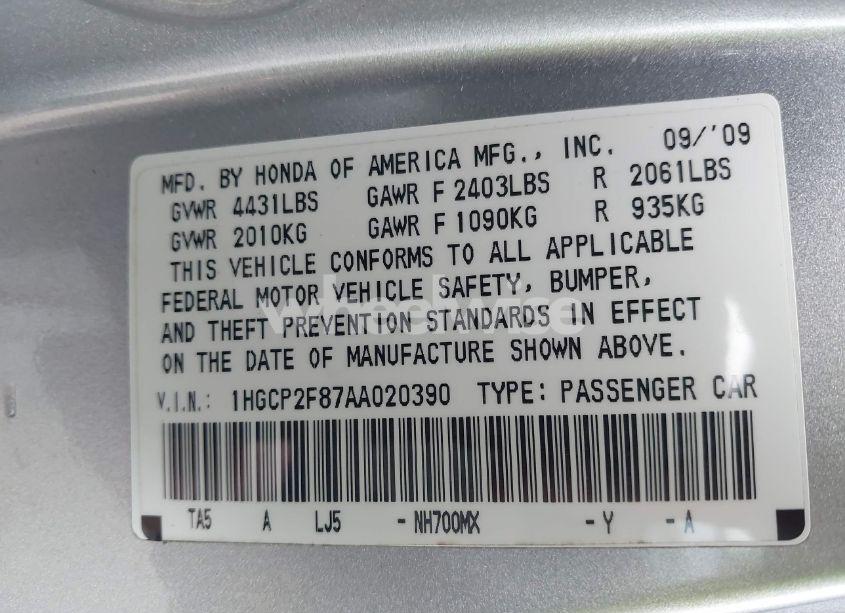 MFD. BY HONDA OF AMERICA MFG., INC. 09/'09
GVWR 4431LBS GAWR F 2403LBS R 2061LBS
GVWR 2010KG GAWR F 1090KG R 935KG
THIS VEHICLE CONFORMS TO ALL APPLICABLE
FEDERAL MOTOR VEHICLE SAFETY, BUMPER,
wheelwise
AND THEFT PREVENTION STANDARDS IN EFFECT
ON THE DATE OF MANUFACTURE SHOWN ABOVE.
V.I.N.: 1HGCP2F87AA020390 TYPE: PASSENGER CAR
TA5 A LJ5 - NH700MX - Y - A